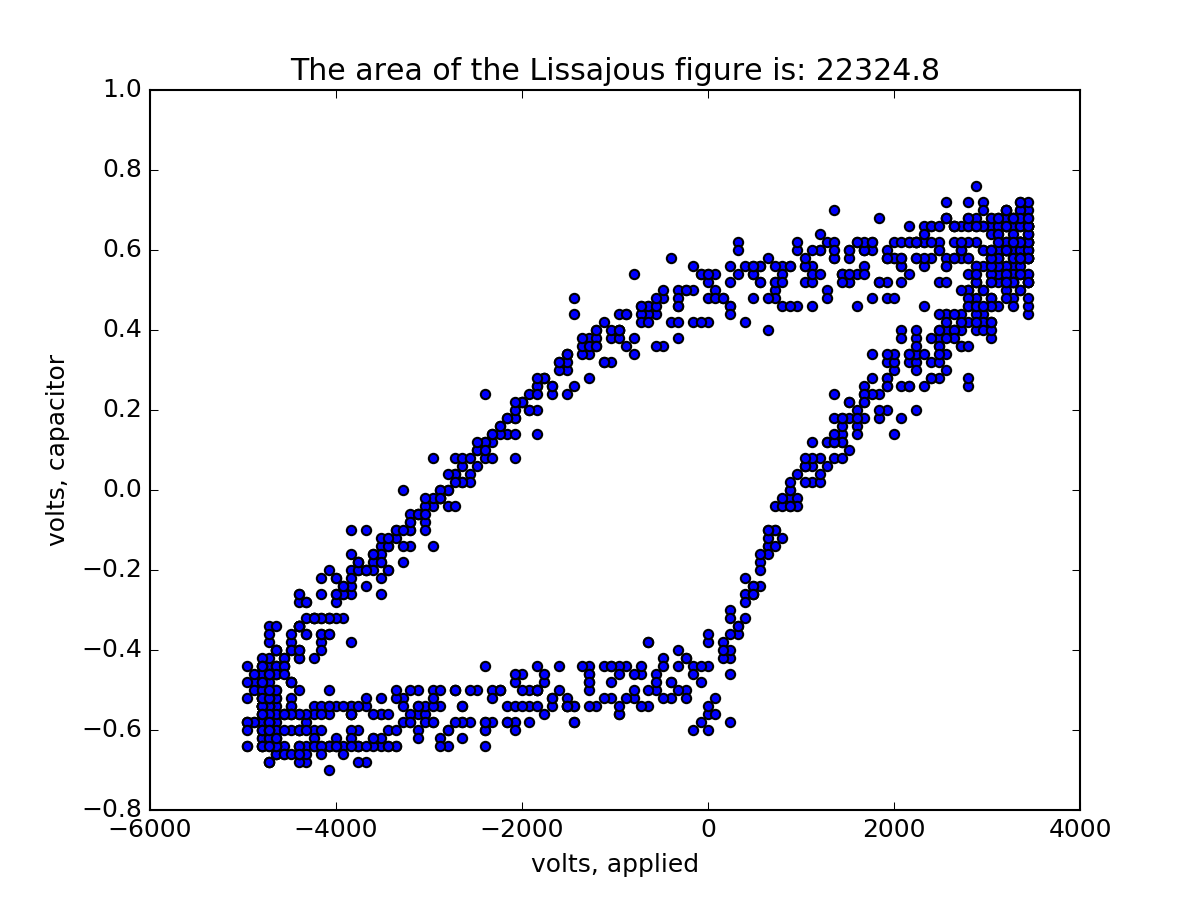 The area of the Lissajous figure is: 22324.8
1.0
0.8
0.6
0.4
0.2
0.0
−0.2
−0.4
−0.6
−0.8
volts, capacitor
−6000 −4000 −2000 0 2000 4000
volts, applied